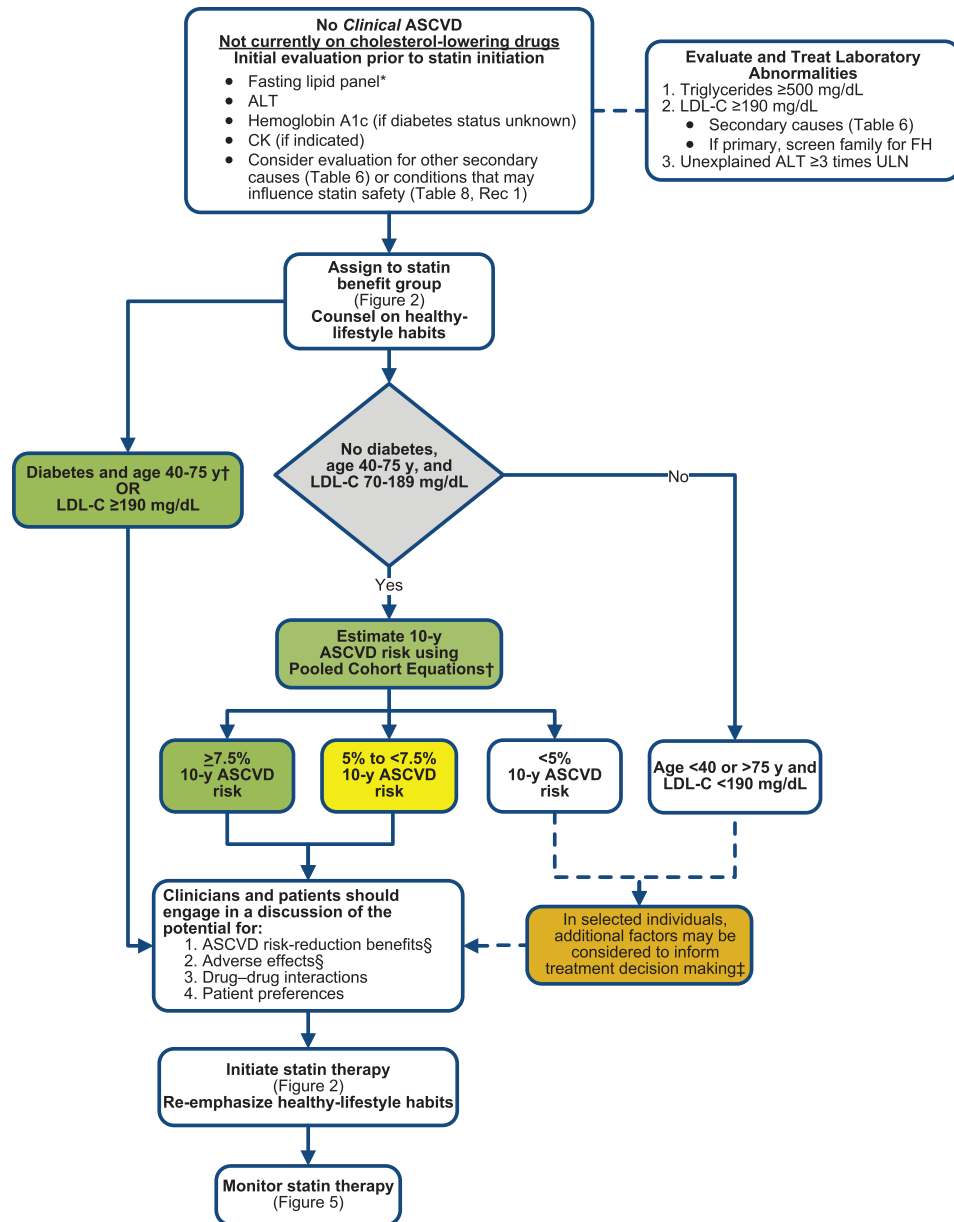 No Clinical ASCVD
Not currently on cholesterol-lowering drugs
Initial evaluation prior to statin initiation
● Fasting lipid panel*
● ALT
● Hemoglobin A1c (if diabetes status unknown)
● CK (if indicated)
● Consider evaluation for other secondary
causes (Table 6) or conditions that may
influence statin safety (Table 8, Rec 1)
Evaluate and Treat Laboratory
Abnormalities
1. Triglycerides ≥500 mg/dL
2. LDL-C ≥190 mg/dL
● Secondary causes (Table 6)
● If primary, screen family for FH
3. Unexplained ALT ≥3 times ULN
Assign to statin
benefit group
(Figure 2)
Counsel on healthy-
lifestyle habits
Diabetes and age 40-75 y†
OR
LDL-C ≥190 mg/dL
No diabetes,
age 40-75 y, and
LDL-C 70-189 mg/dL
No
Yes
Estimate 10-y
ASCVD risk using
Pooled Cohort Equations†
≥7.5%
10-y ASCVD
risk
5% to <7.5%
10-y ASCVD
risk
<5%
10-y ASCVD
risk
Age <40 or >75 y and
LDL-C <190 mg/dL
Clinicians and patients should
engage in a discussion of the
potential for:
1. ASCVD risk-reduction benefits§
2. Adverse effects§
3. Drug–drug interactions
4. Patient preferences
In selected individuals,
additional factors may be
considered to inform
treatment decision making‡
Initiate statin therapy
(Figure 2)
Re-emphasize healthy-lifestyle habits
Monitor statin therapy
(Figure 5)